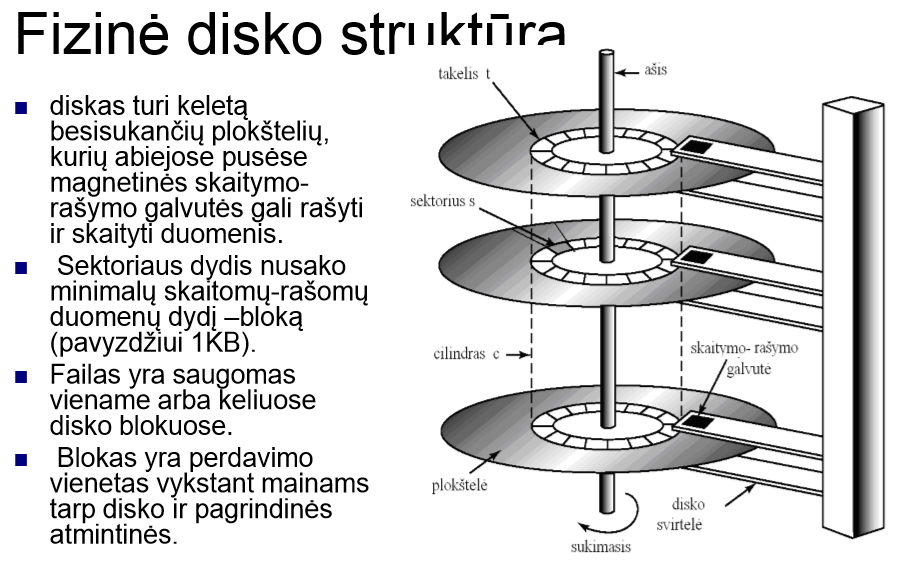 Fizinė disko struktūra
diskas turi keletą
besisukančių plokštelių,
kurių abiejose pusėse
magnetinės skaitymo-
rašymo galvutės gali rašyti
ir skaityti duomenis.
Sektoriaus dydis nusako
minimalų skaitomų-rašomų
duomenų dydį –bloką
(pavyzdžiui 1KB).
Failas yra saugomas
viename arba keliuose
disko blokuose.
Blokas yra perdavimo
vienetas vykstant mainams
tarp disko ir pagrindinės
atmintinės.
takelis t
ašis
sektorius s
cilindras c
skaitymo- rašymo
galvutė
plokštelė
disko
svirtelė
sukimasis